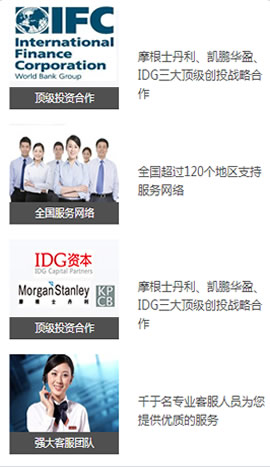 IFC
International
Finance
Corporation
World Bank Group
顶级投资合作
摩根士丹利、凯鹏华盈、
IDG三大顶级创投战略合
作
全国服务网络
全国超过120个地区支持
服务网络
IDG资本
IDG Capital Partners
MorganStanley
摩根士丹利
KP
CB
顶级投资合作
摩根士丹利、凯鹏华盈、
IDG三大顶级创投战略合
作
强大客服团队
千于名专业客服人员为您
提供优质的服务